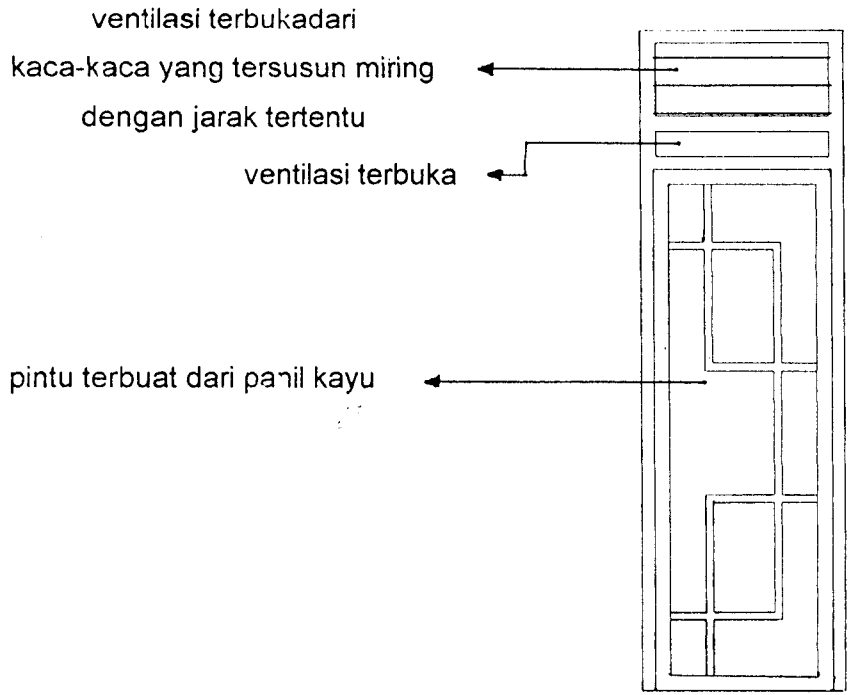 ventilasi terbukadari
kaca-kaca yang tersusun miring
dengan jarak tertentu
ventilasi terbuka
pintu terbuat dari panil kayu